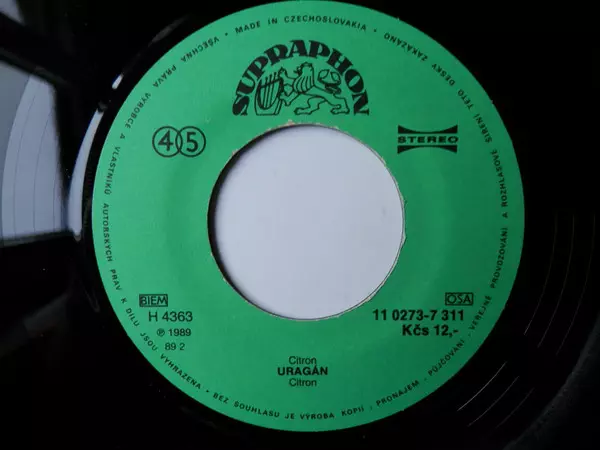 VŠECHNA PRÁVA VÝROBCE A VLASTNÍKŮ AUTORSKÝCH PRÁV K DÍLU JSOU VYHRAZENA • BEZ SOUHLASU JE VÝROBA KOPIÍ, PRONÁJEM, PŮJČOVÁNÍ, VEŘEJNÉ PROVOZOVÁNÍ A ROZHLASOVÉ ŠÍŘENÍ TÉTO DESKY ZAKÁZÁNO • MADE IN CZECHOSLOVAKIA •
SUPRAPHON
45
STEREO
BIEM
OSA
H 4363
11 0273-7 311
℗ 1989
Kčs 12,-
89 2
Citron
URAGÁN
Citron